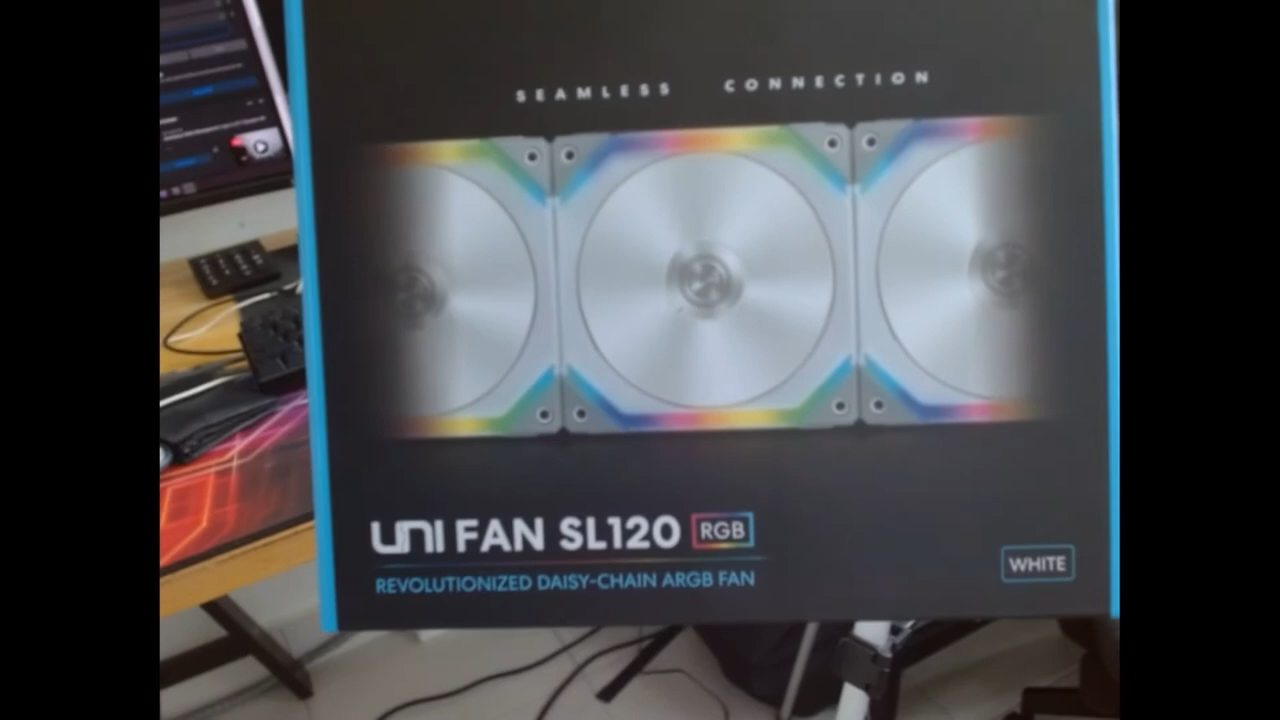 SEAMLESS CONNECTION
UNI FAN SL120 RGB
REVOLUTIONIZED DAISY-CHAIN ARGB FAN
WHITE